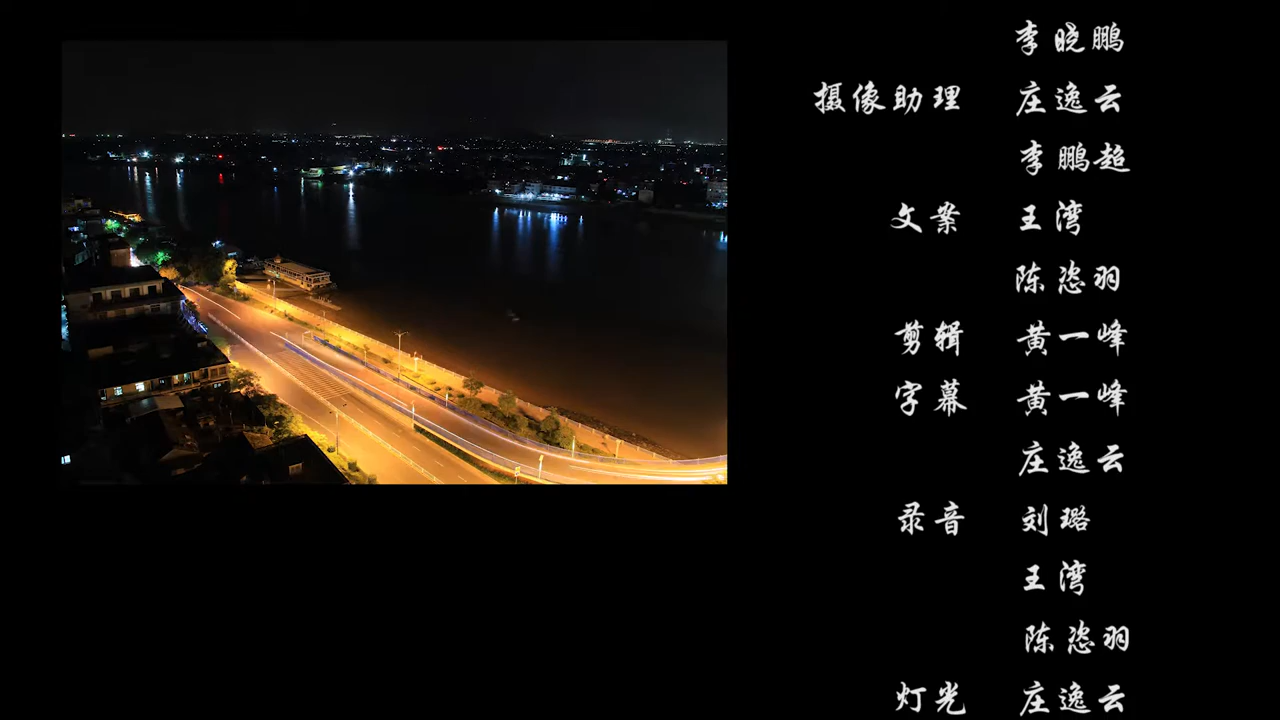 李晓鹏
摄像助理 庄逸云
李鹏超
文案 王湾
陈恣羽
剪辑 黄一峰
字幕 黄一峰
庄逸云
录音 刘璐
王湾
陈恣羽
灯光 庄逸云